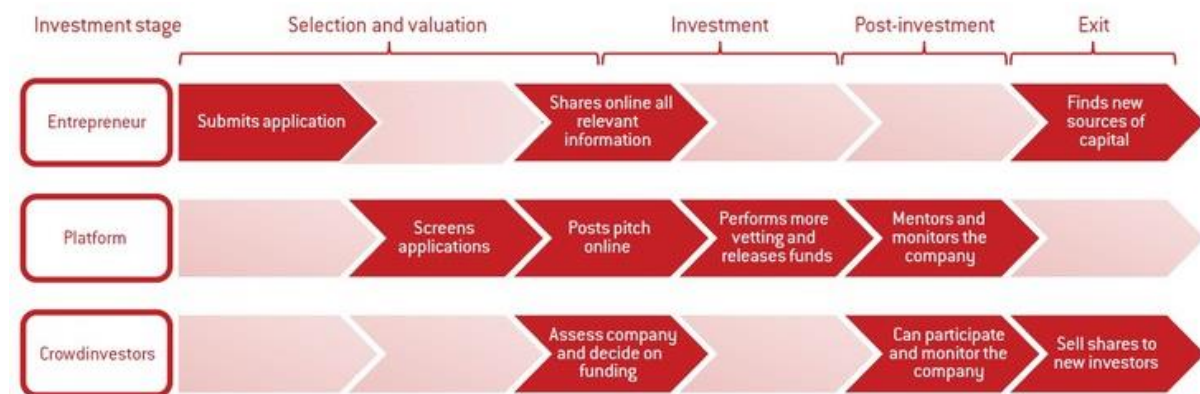 Investment stage
Selection and valuation
Investment
Post-investment
Exit
Entrepreneur
Submits application
Shares online all
relevant
information
Finds new
sources of
capital
Platform
Screens
applications
Posts pitch
online
Performs more
vetting and
releases funds
Mentors and
monitors the
company
Crowdinvestors
Assess company
and decide on
funding
Can participate
and monitor the
company
Sell shares to
new investors